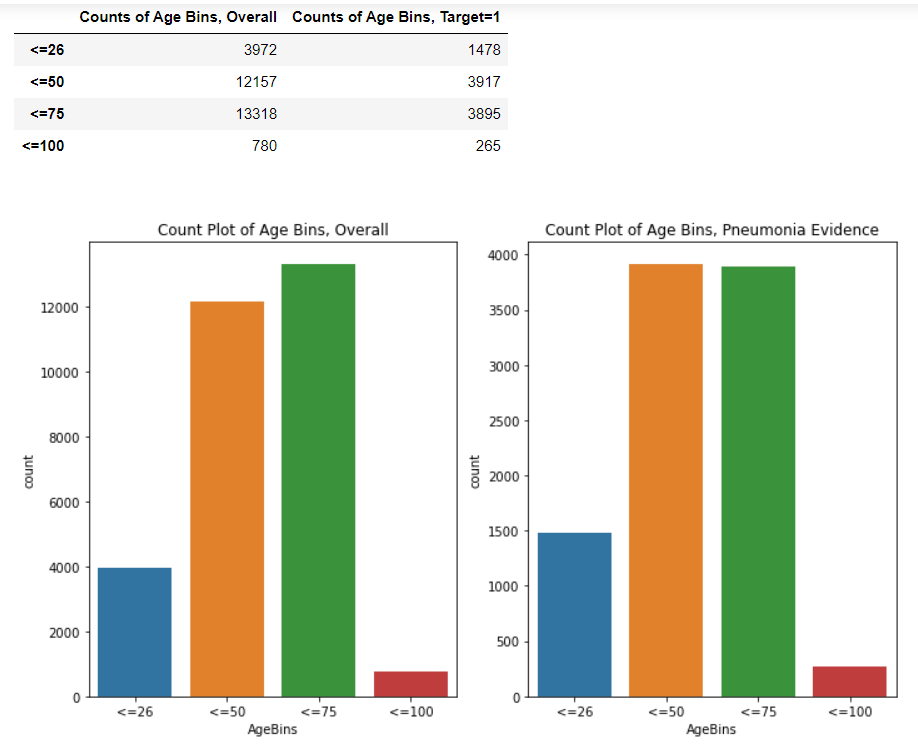 Counts of Age Bins, Overall Counts of Age Bins, Target=1
<=26 3972 1478
<=50 12157 3917
<=75 13318 3895
<=100 780 265
Count Plot of Age Bins, Overall
12000
10000
8000
6000
4000
2000
0
count
<=26 <=50 <=75 <=100
AgeBins
Count Plot of Age Bins, Pneumonia Evidence
4000
3500
3000
2500
2000
1500
1000
500
0
count
<=26 <=50 <=75 <=100
AgeBins